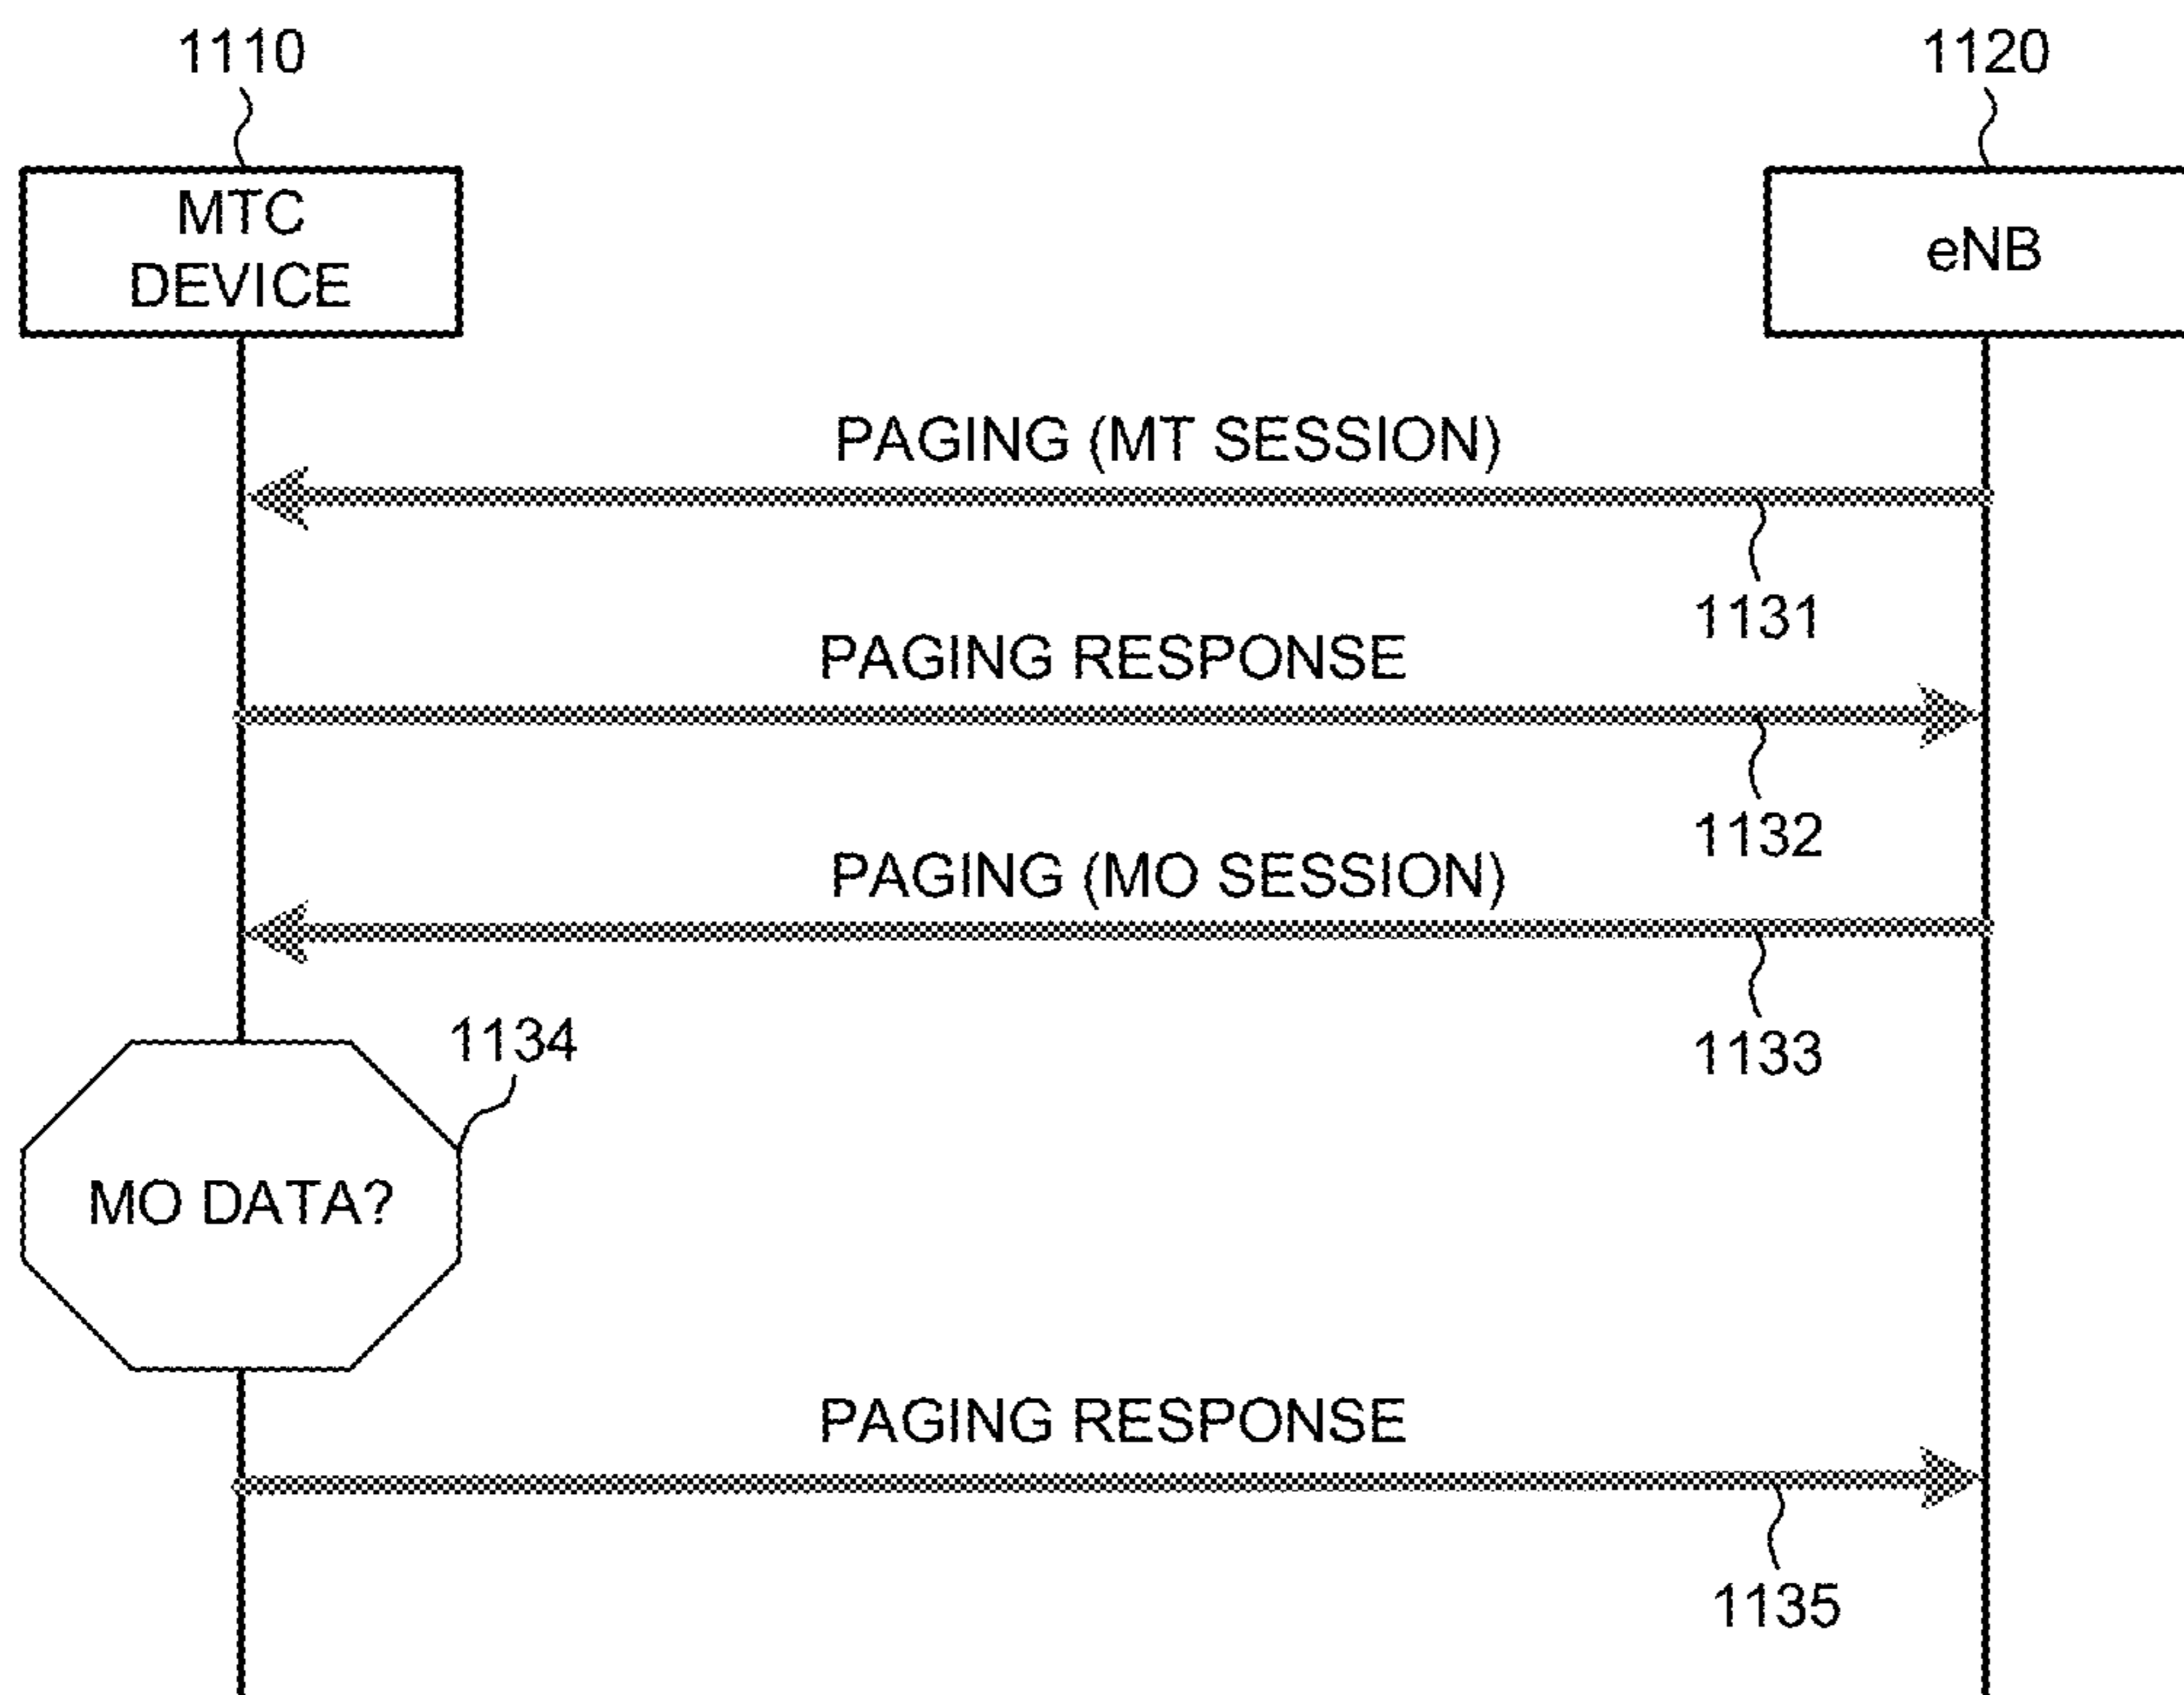 1110
1120
MTC
DEVICE
eNB
PAGING (MT SESSION)
1131
PAGING RESPONSE
1132
PAGING (MO SESSION)
1133
1134
MO DATA?
PAGING RESPONSE
1135